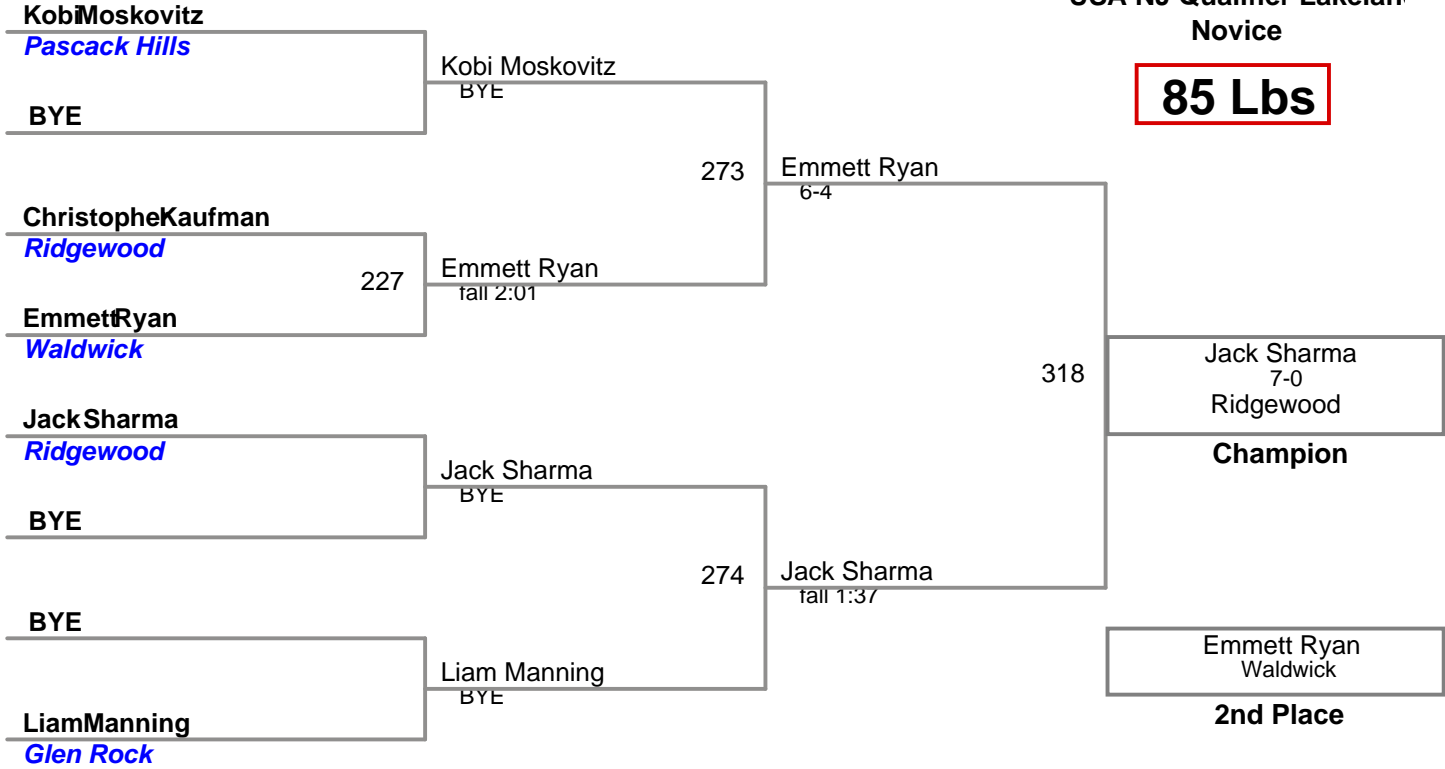 Novice
85 Lbs
KobiMoskovitz
Pascack Hills
BYE
ChristopheKaufman
Ridgewood
EmmettRyan
Waldwick
JackSharma
Ridgewood
BYE
BYE
LiamManning
Glen Rock
Kobi Moskovitz
BYE
227
Emmett Ryan
fall 2:01
Jack Sharma
BYE
Liam Manning
BYE
273
Emmett Ryan
6-4
274
Jack Sharma
fall 1:37
318
Jack Sharma
7-0
Ridgewood
Champion
Emmett Ryan
Waldwick
2nd Place